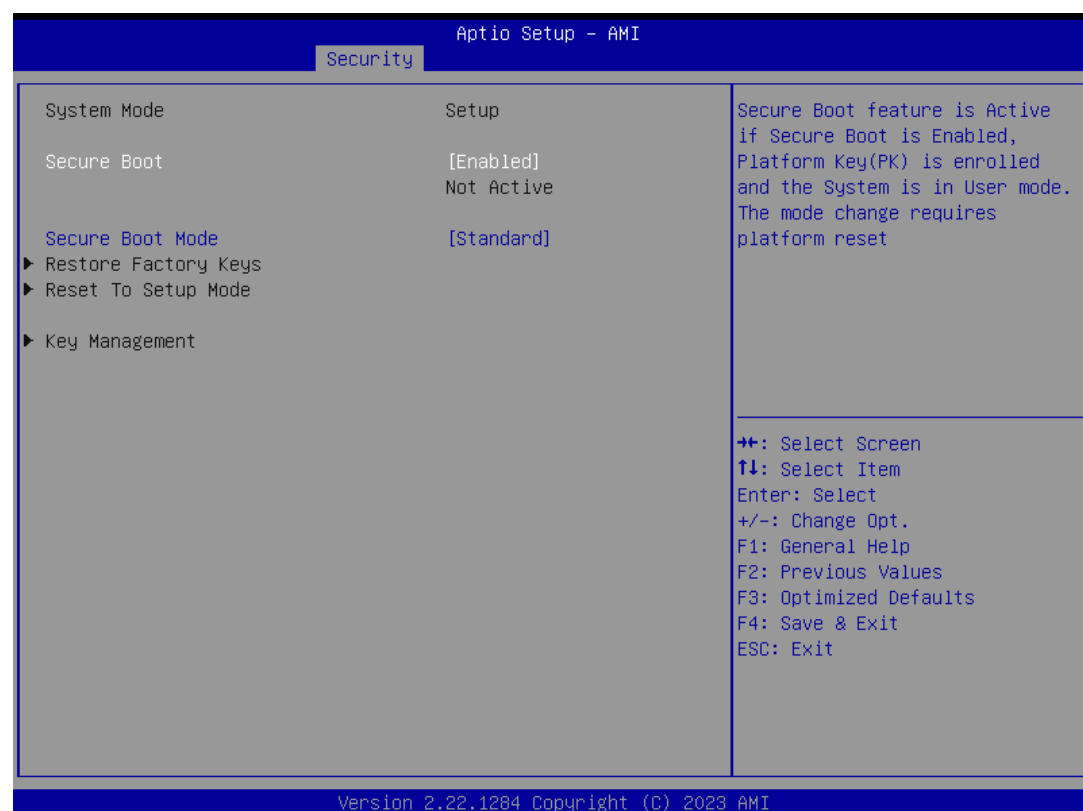 Aptio Setup – AMI
Security
System Mode Setup
Secure Boot [Enabled]
Not Active
Secure Boot Mode [Standard]
▶ Restore Factory Keys
▶ Reset To Setup Mode
▶ Key Management
Secure Boot feature is Active
if Secure Boot is Enabled,
Platform Key(PK) is enrolled
and the System is in User mode.
The mode change requires
platform reset
→←: Select Screen
↑↓: Select Item
Enter: Select
+/-: Change Opt.
F1: General Help
F2: Previous Values
F3: Optimized Defaults
F4: Save & Exit
ESC: Exit
Version 2.22.1284 Copyright (C) 2023 AMI